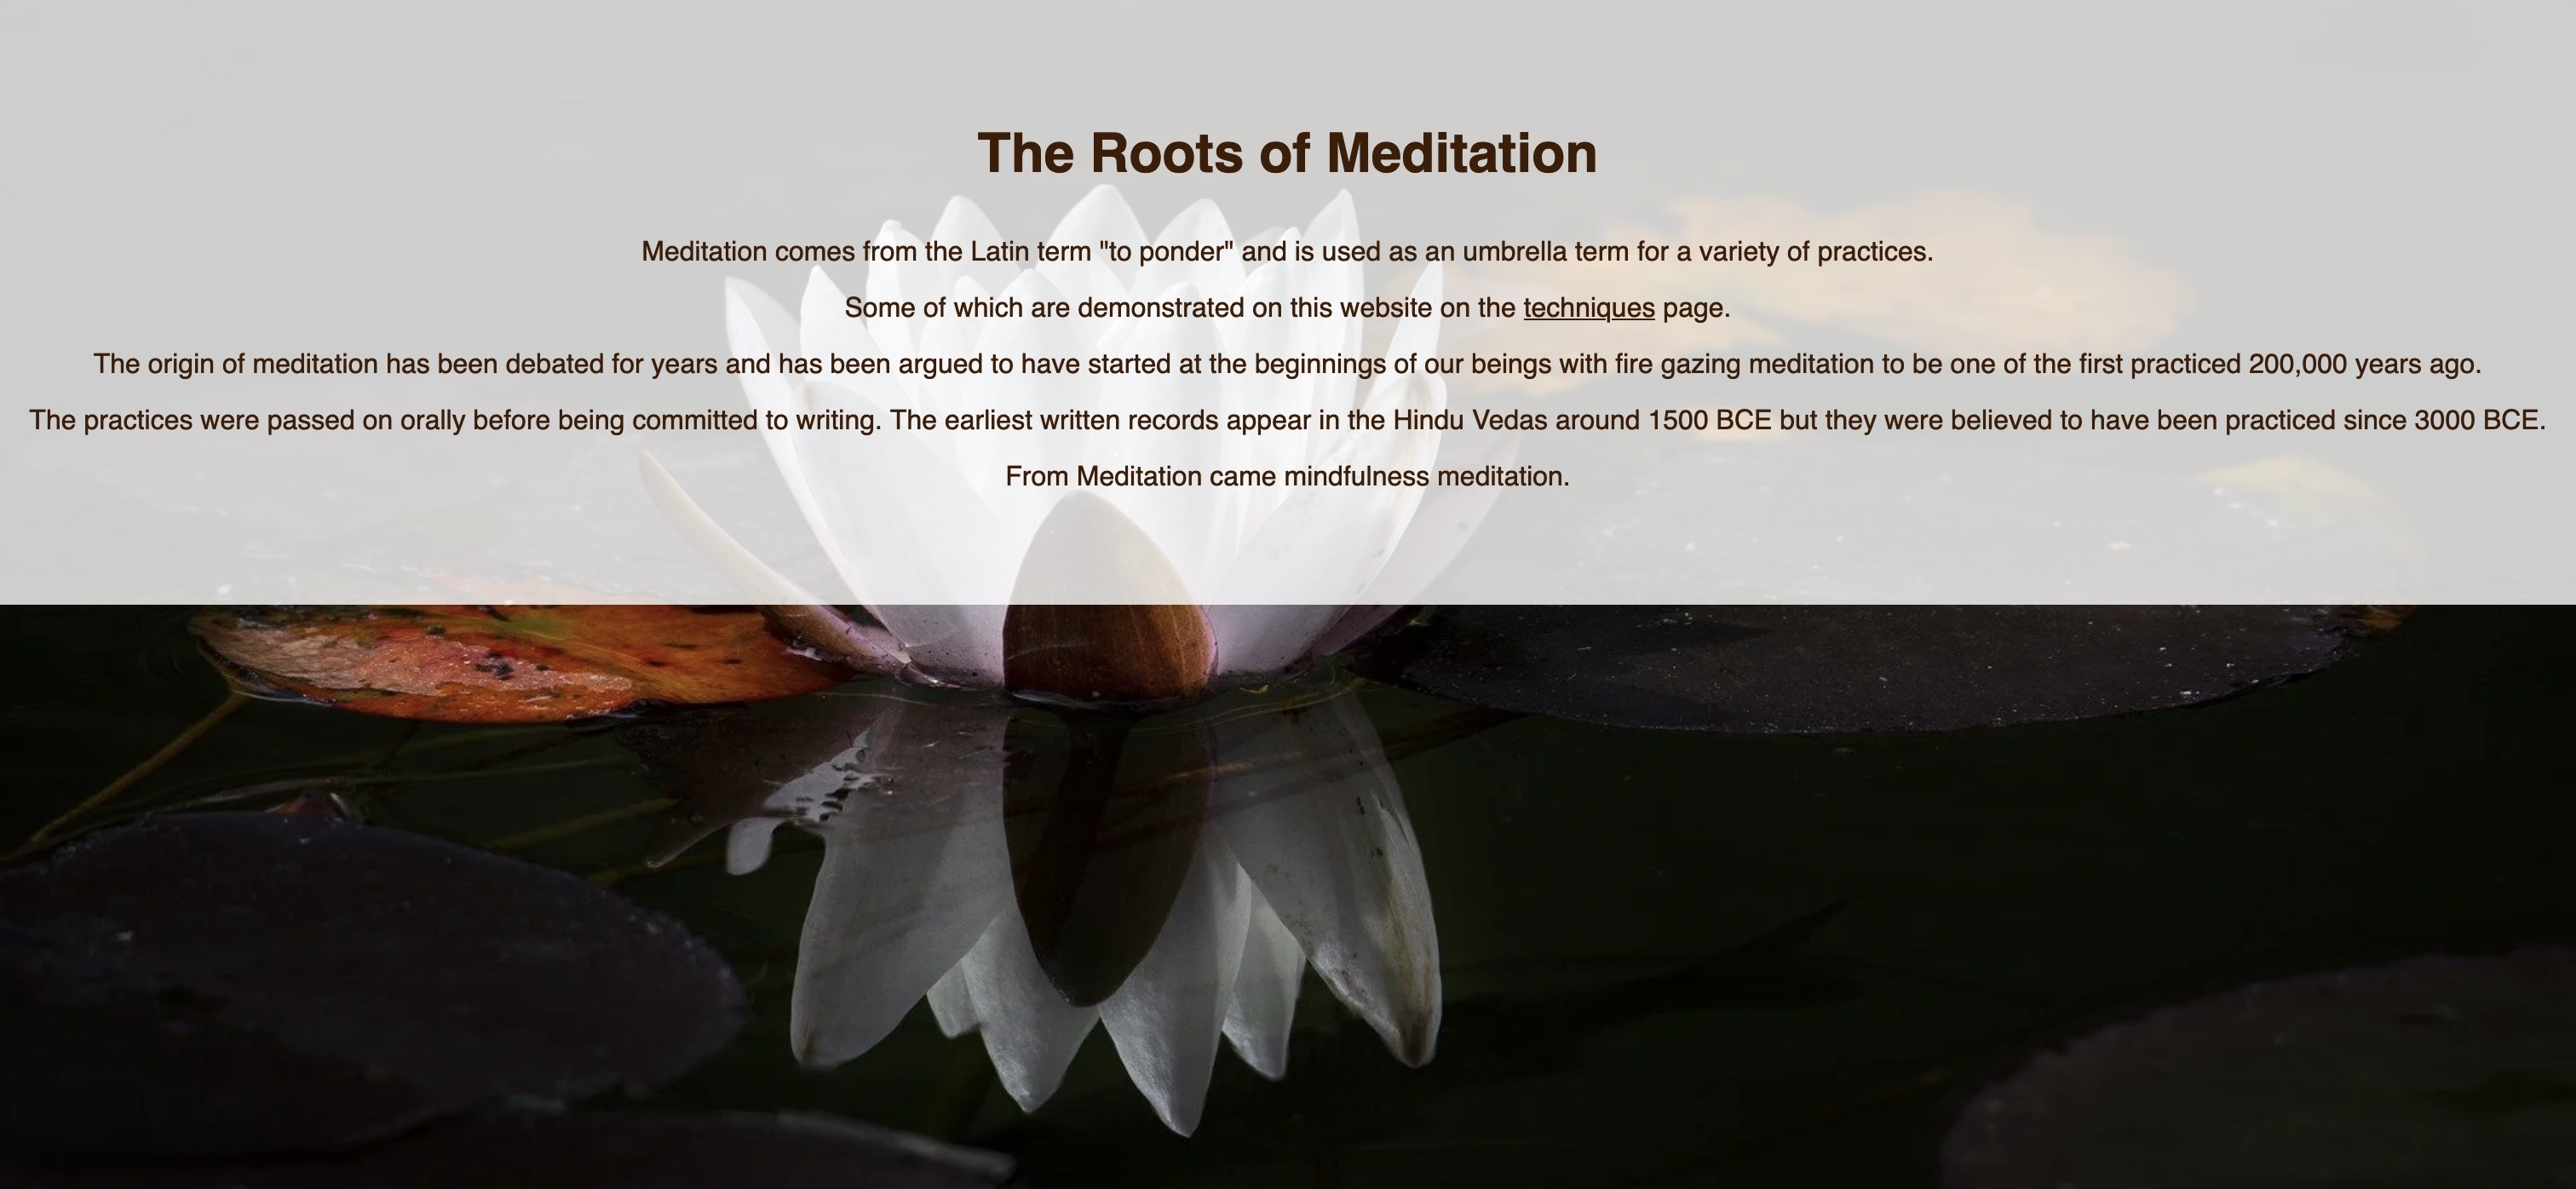 The Roots of Meditation
Meditation comes from the Latin term "to ponder" and is used as an umbrella term for a variety of practices.
Some of which are demonstrated on this website on the techniques page.
The origin of meditation has been debated for years and has been argued to have started at the beginnings of our beings with fire gazing meditation to be one of the first practiced 200,000 years ago.
The practices were passed on orally before being committed to writing. The earliest written records appear in the Hindu Vedas around 1500 BCE but they were believed to have been practiced since 3000 BCE.
From Meditation came mindfulness meditation.